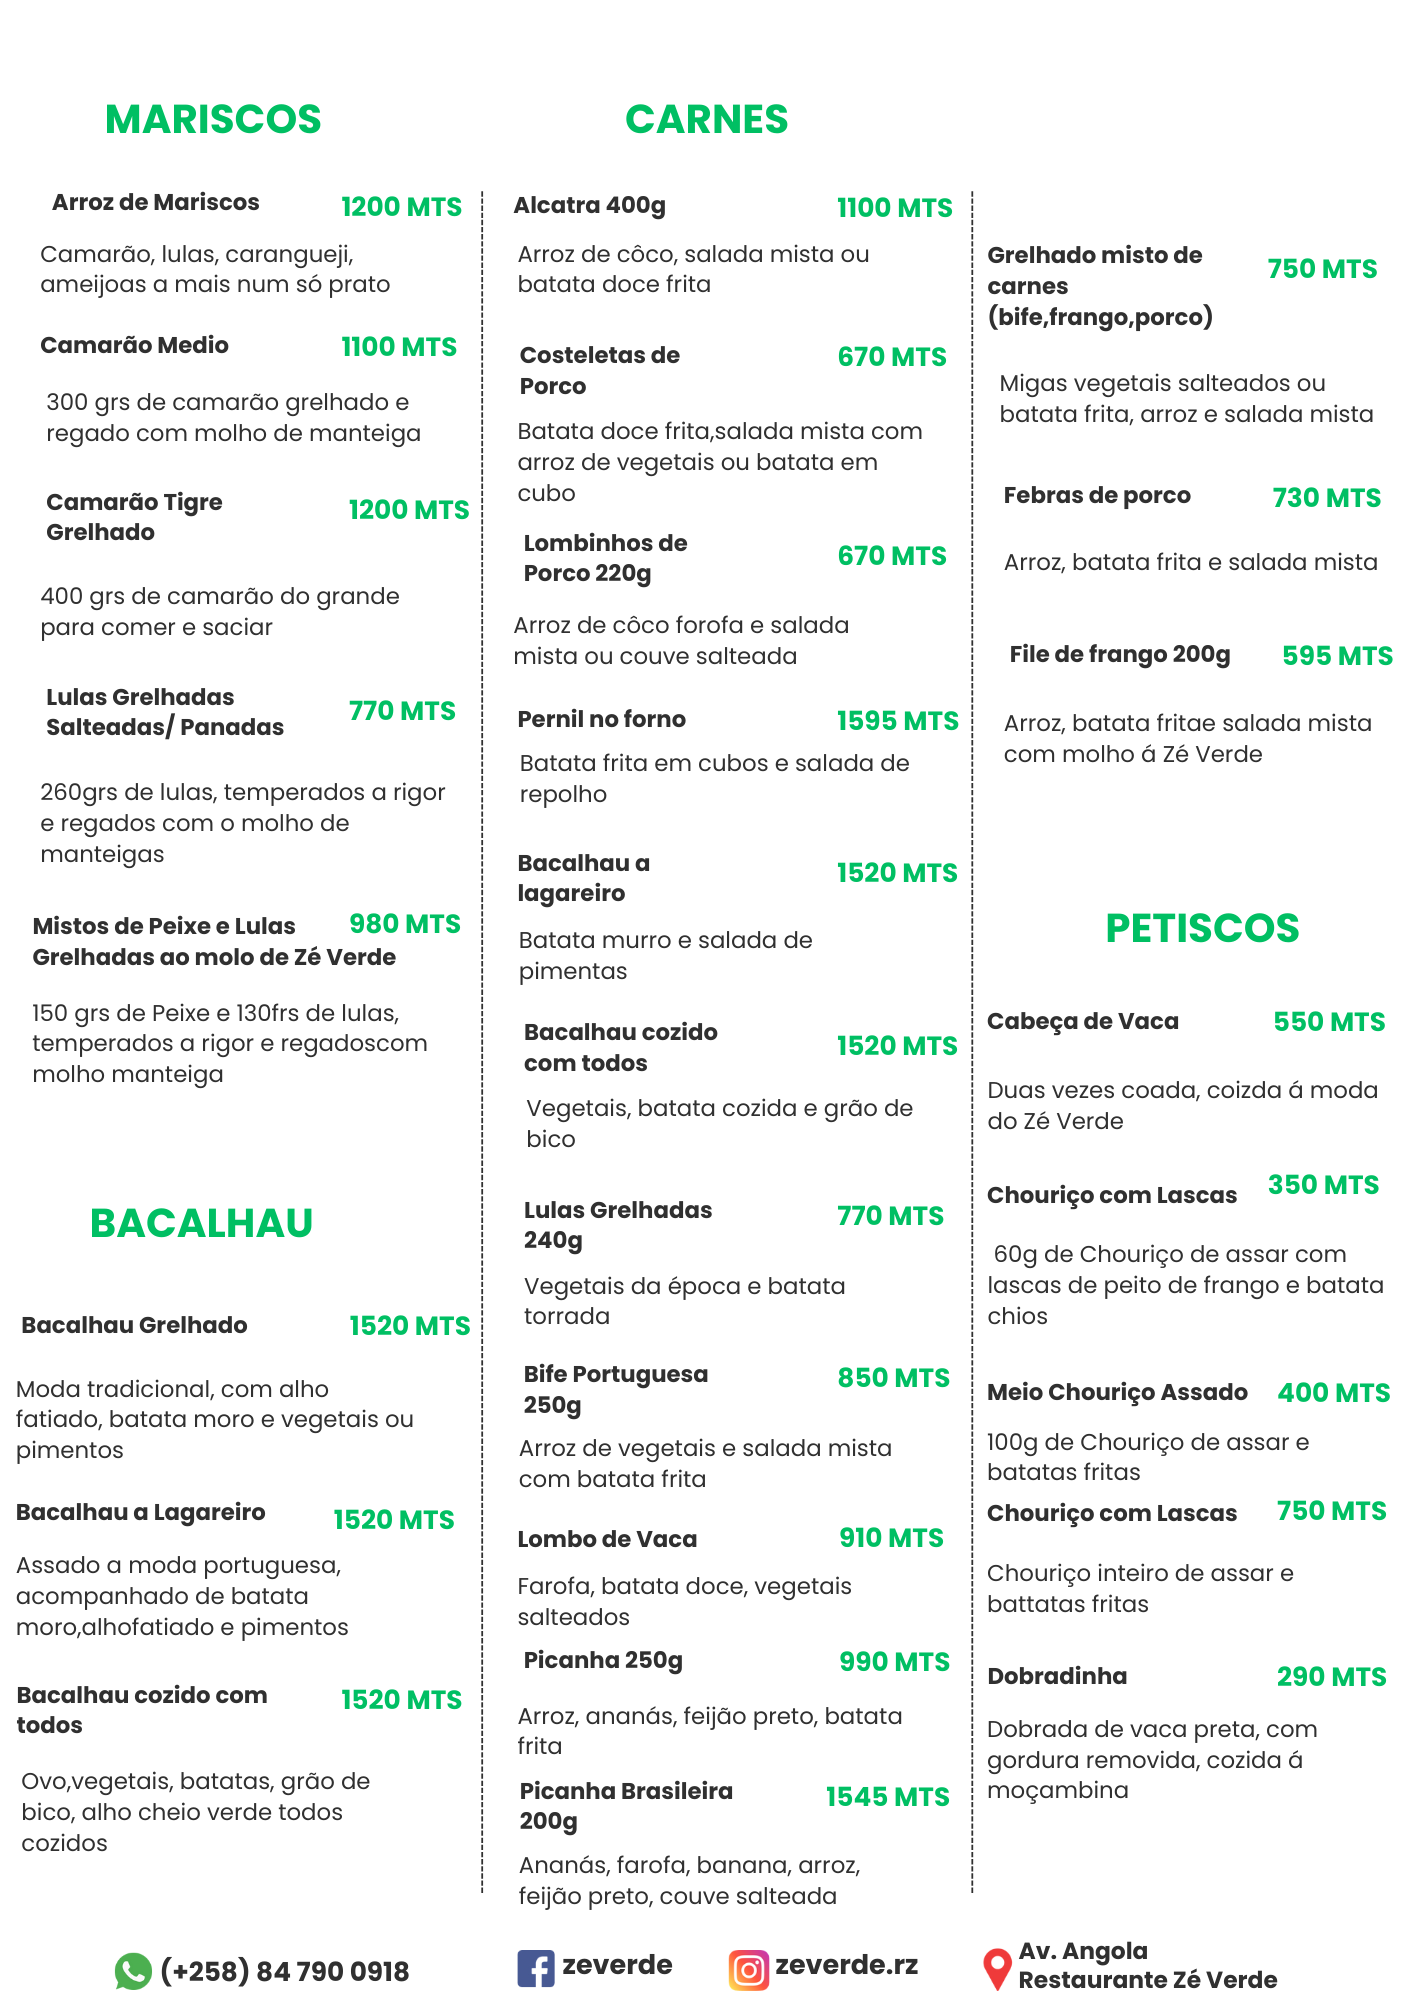 MARISCOS
Arroz de Mariscos 1200 MTS
Camarão, lulas, carangueji,
ameijoas a mais num só prato
Camarão Medio 1100 MTS
300 grs de camarão grelhado e
regado com molho de manteiga
Camarão Tigre 1200 MTS
Grelhado
400 grs de camarão do grande
para comer e saciar
Lulas Grelhadas 770 MTS
Salteadas/ Panadas
260grs de lulas, temperados a rigor
e regados com o molho de
manteigas
Mistos de Peixe e Lulas 980 MTS
Grelhadas ao molo de Zé Verde
150 grs de Peixe e 130frs de lulas,
temperados a rigor e regadoscom
molho manteiga
BACALHAU
Bacalhau Grelhado 1520 MTS
Moda tradicional, com alho
fatiado, batata moro e vegetais ou
pimentos
Bacalhau a Lagareiro 1520 MTS
Assado a moda portuguesa,
acompanhado de batata
moro,alhofatiado e pimentos
Bacalhau cozido com 1520 MTS
todos
Ovo,vegetais, batatas, grão de
bico, alho cheio verde todos
cozidos
CARNES
Alcatra 400g 1100 MTS
Arroz de côco, salada mista ou
batata doce frita
Costeletas de 670 MTS
Porco
Batata doce frita,salada mista com
arroz de vegetais ou batata em
cubo
Lombinhos de 670 MTS
Porco 220g
Arroz de côco forofa e salada
mista ou couve salteada
Pernil no forno 1595 MTS
Batata frita em cubos e salada de
repolho
Bacalhau a 1520 MTS
lagareiro
Batata murro e salada de
pimentas
Bacalhau cozido 1520 MTS
com todos
Vegetais, batata cozida e grão de
bico
Lulas Grelhadas 770 MTS
240g
Vegetais da época e batata
torrada
Bife Portuguesa 850 MTS
250g
Arroz de vegetais e salada mista
com batata frita
Lombo de Vaca 910 MTS
Farofa, batata doce, vegetais
salteados
Picanha 250g 990 MTS
Arroz, ananás, feijão preto, batata
frita
Picanha Brasileira 1545 MTS
200g
Ananás, farofa, banana, arroz,
feijão preto, couve salteada
Grelhado misto de 750 MTS
carnes
(bife,frango,porco)
Migas vegetais salteados ou
batata frita, arroz e salada mista
Febras de porco 730 MTS
Arroz, batata frita e salada mista
File de frango 200g 595 MTS
Arroz, batata fritae salada mista
com molho á Zé Verde
PETISCOS
Cabeça de Vaca 550 MTS
Duas vezes coada, coizda á moda
do Zé Verde
Chouriço com Lascas 350 MTS
60g de Chouriço de assar com
lascas de peito de frango e batata
chios
Meio Chouriço Assado 400 MTS
100g de Chouriço de assar e
batatas fritas
Chouriço com Lascas 750 MTS
Chouriço inteiro de assar e
battatas fritas
Dobradinha 290 MTS
Dobrada de vaca preta, com
gordura removida, cozida á
moçambina
(+258) 84 790 0918
zeverde
zeverde.rz
Av. Angola
Restaurante Zé Verde